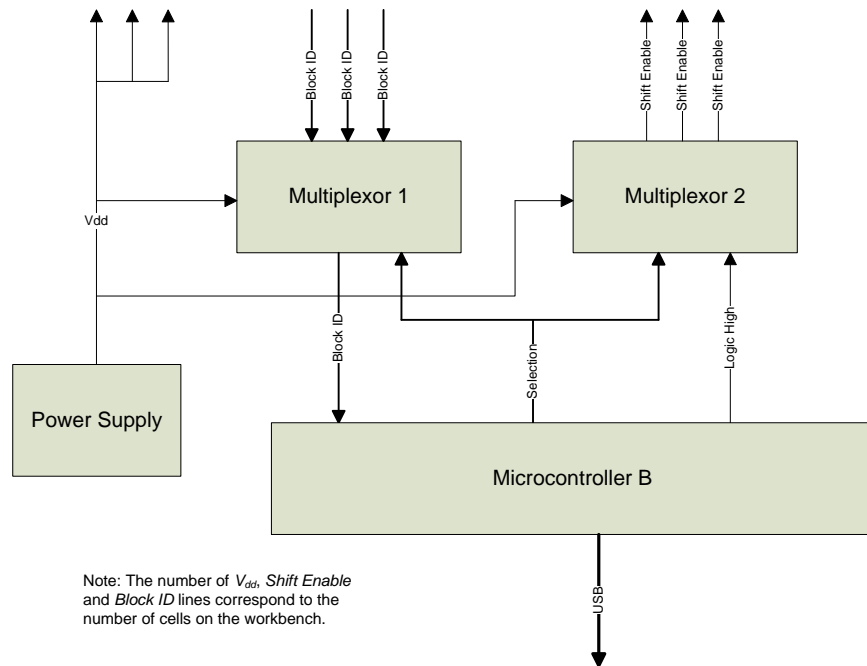 Block ID
Block ID
Block ID
Shift Enable
Shift Enable
Shift Enable
Multiplexor 1
Multiplexor 2
Vdd
Block ID
Selection
Logic High
Power Supply
Microcontroller B
Note: The number of Vdd, Shift Enable
and Block ID lines correspond to the
number of cells on the workbench.
USB